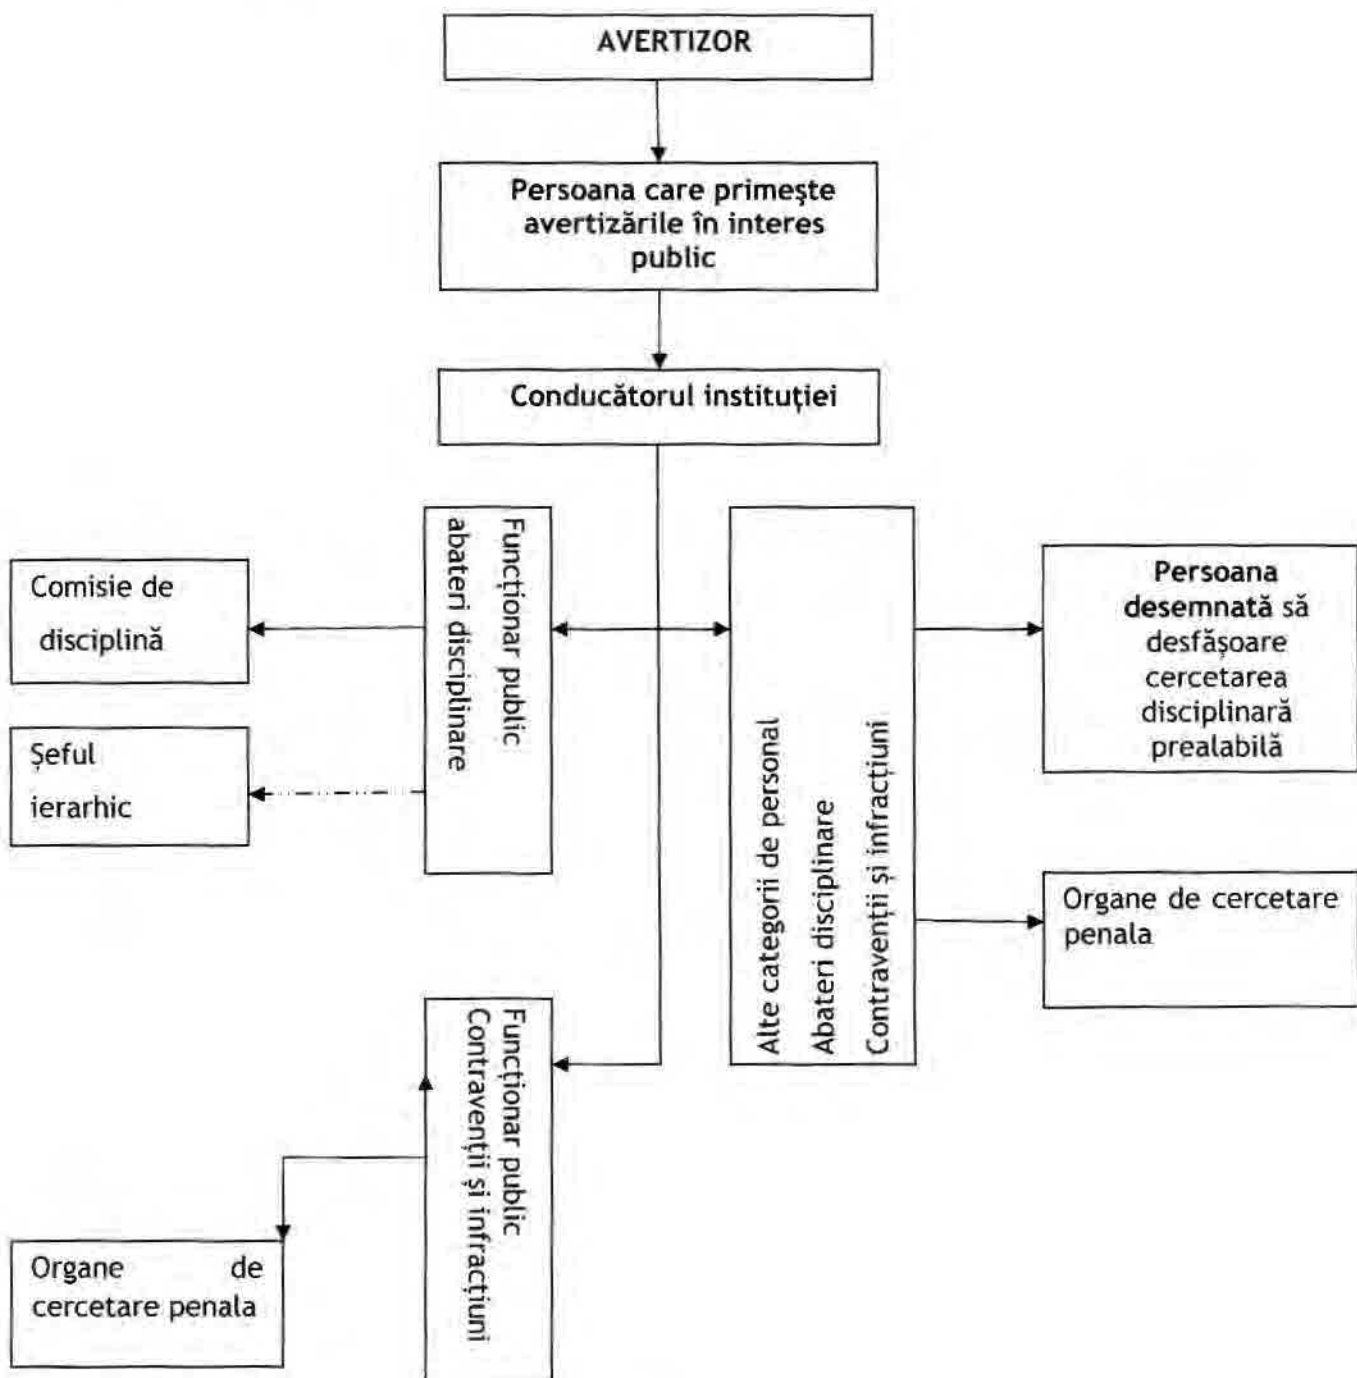 AVERTIZOR
Persoana care primește
avertizările în interes
public
Conducătorul instituției
Funcționar public
abateri disciplinare
Comisie de
disciplină
Șeful
ierarhic
Alte categorii de personal
Abateri disciplinare
Contravenții și infracțiuni
Persoana
desemnată să
desfășoare
cercetarea
disciplinară
prealabilă
Organe de cercetare
penala
Funcționar public
Contravenții și infracțiuni
Organe de
cercetare penala